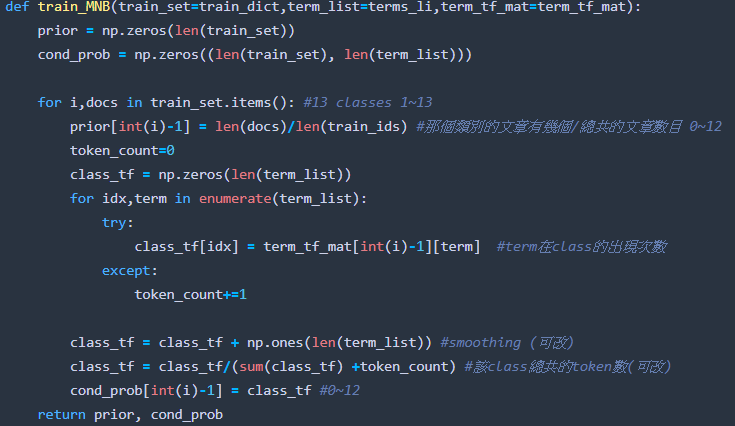 def train_MNB(train_set=train_dict,term_list=terms_li,term_tf_mat=term_tf_mat):
    prior = np.zeros(len(train_set))
    cond_prob = np.zeros((len(train_set), len(term_list)))

    for i,docs in train_set.items(): #13 classes 1~13
        prior[int(i)-1] = len(docs)/len(train_ids) #那個類別的文章有幾個/總共的文章數目 0~12
        token_count=0
        class_tf = np.zeros(len(term_list))
        for idx,term in enumerate(term_list):
            try:
                class_tf[idx] = term_tf_mat[int(i)-1][term]  #term在class的出現次數
            except:
                token_count+=1

        class_tf = class_tf + np.ones(len(term_list)) #smoothing (可改)
        class_tf = class_tf/(sum(class_tf) +token_count) #該class總共的token數(可改)
        cond_prob[int(i)-1] = class_tf #0~12
    return prior, cond_prob